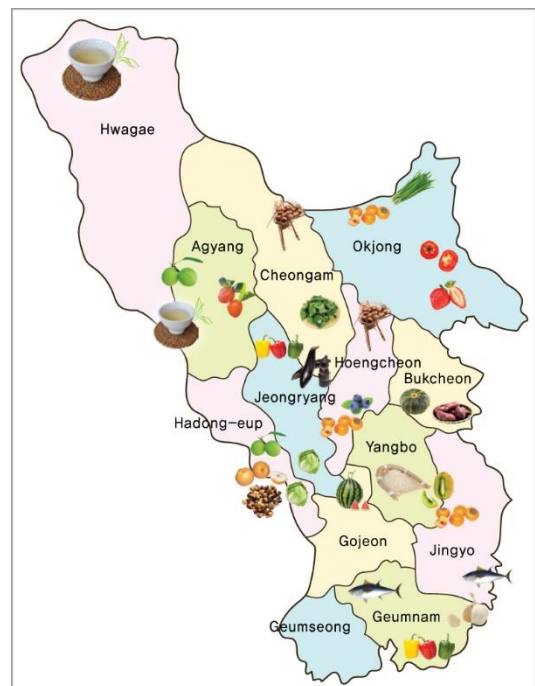 Hwagae
Agyang
Okjong
Cheongam
Hoengcheon
Bukcheon
Jeongryang
Hadong-eup
Yangbo
Gojeon
Jingyo
Geumseong
Geumnam